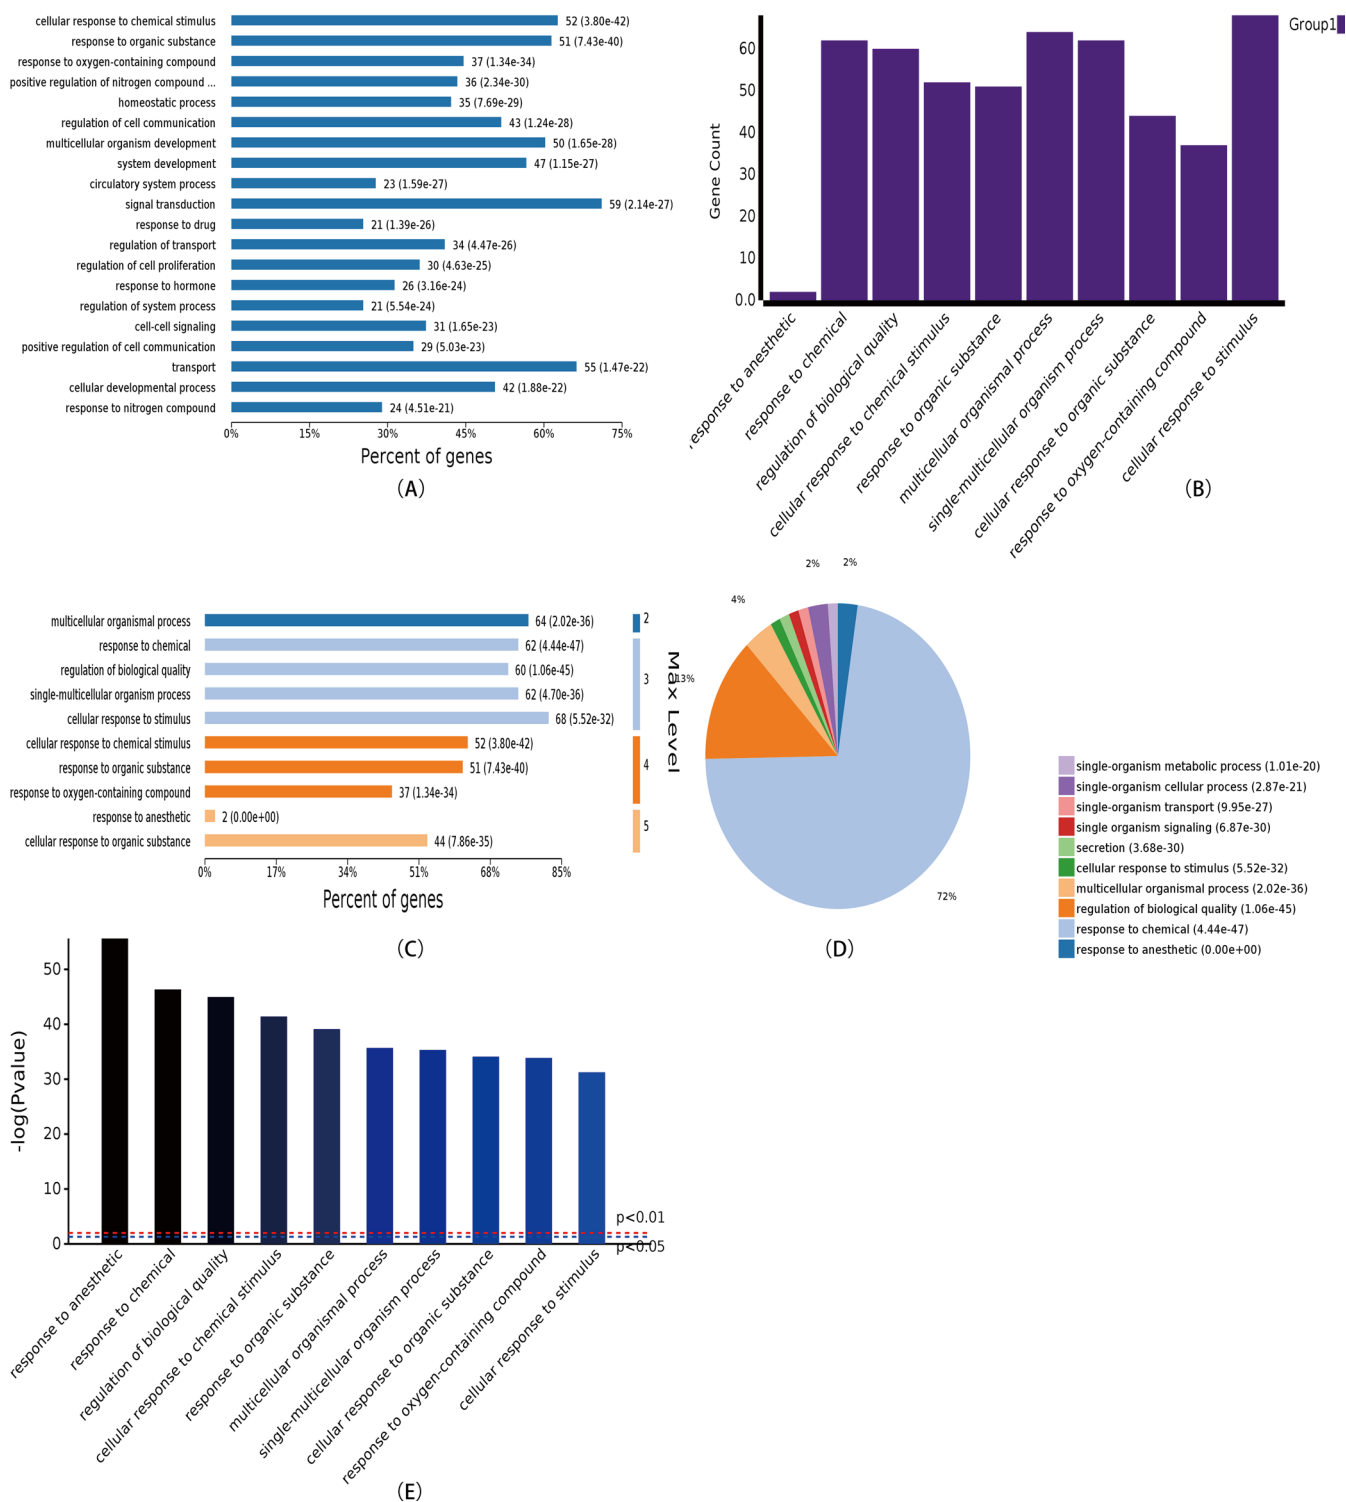 cellular response to chemical stimulus 52 (3.80e-42)
response to organic substance 51 (7.43e-40)
response to oxygen-containing compound 37 (1.34e-34)
positive regulation of nitrogen compound ... 36 (2.34e-30)
homeostatic process 35 (7.69e-29)
regulation of cell communication 43 (1.24e-28)
multicellular organism development 50 (1.65e-28)
system development 47 (1.15e-27)
circulatory system process 23 (1.59e-27)
signal transduction 59 (2.14e-27)
response to drug 21 (1.39e-26)
regulation of transport 34 (4.47e-26)
regulation of cell proliferation 30 (4.63e-25)
response to hormone 26 (3.16e-24)
regulation of system process 21 (5.54e-24)
cell-cell signaling 31 (1.65e-23)
positive regulation of cell communication 29 (5.03e-23)
transport 55 (1.47e-22)
cellular developmental process 42 (1.88e-22)
response to nitrogen compound 24 (4.51e-21)
0% 15% 30% 45% 60% 75%
Percent of genes
(A)
Group1
Gene Count
60
50
40
30
20
10
0.0
response to anesthetic
response to chemical
regulation of biological quality
cellular response to chemical stimulus
response to organic substance
multicellular organismal process
single-multicellular organism process
cellular response to organic substance
response to oxygen-containing compound
cellular response to stimulus
(B)
multicellular organismal process 64 (2.02e-36)
response to chemical 62 (4.44e-47)
regulation of biological quality 60 (1.06e-45)
single-multicellular organism process 62 (4.70e-36)
cellular response to stimulus 68 (5.52e-32)
cellular response to chemical stimulus 52 (3.80e-42)
response to organic substance 51 (7.43e-40)
response to oxygen-containing compound 37 (1.34e-34)
response to anesthetic 2 (0.00e+00)
cellular response to organic substance 44 (7.86e-35)
0% 17% 34% 51% 68% 85%
Percent of genes
2
3
4
5
Max Level
(C)
2% 2%
4%
13%
72%
single-organism metabolic process (1.01e-20)
single-organism cellular process (2.87e-21)
single-organism transport (9.95e-27)
single organism signaling (6.87e-30)
secretion (3.68e-30)
cellular response to stimulus (5.52e-32)
multicellular organismal process (2.02e-36)
regulation of biological quality (1.06e-45)
response to chemical (4.44e-47)
response to anesthetic (0.00e+00)
(D)
-log(Pvalue)
50
40
30
20
10
0
p<0.01
p<0.05
response to anesthetic
response to chemical
regulation of biological quality
cellular response to chemical stimulus
response to organic substance
multicellular organismal process
single-multicellular organism process
cellular response to organic substance
response to oxygen-containing compound
cellular response to stimulus
(E)